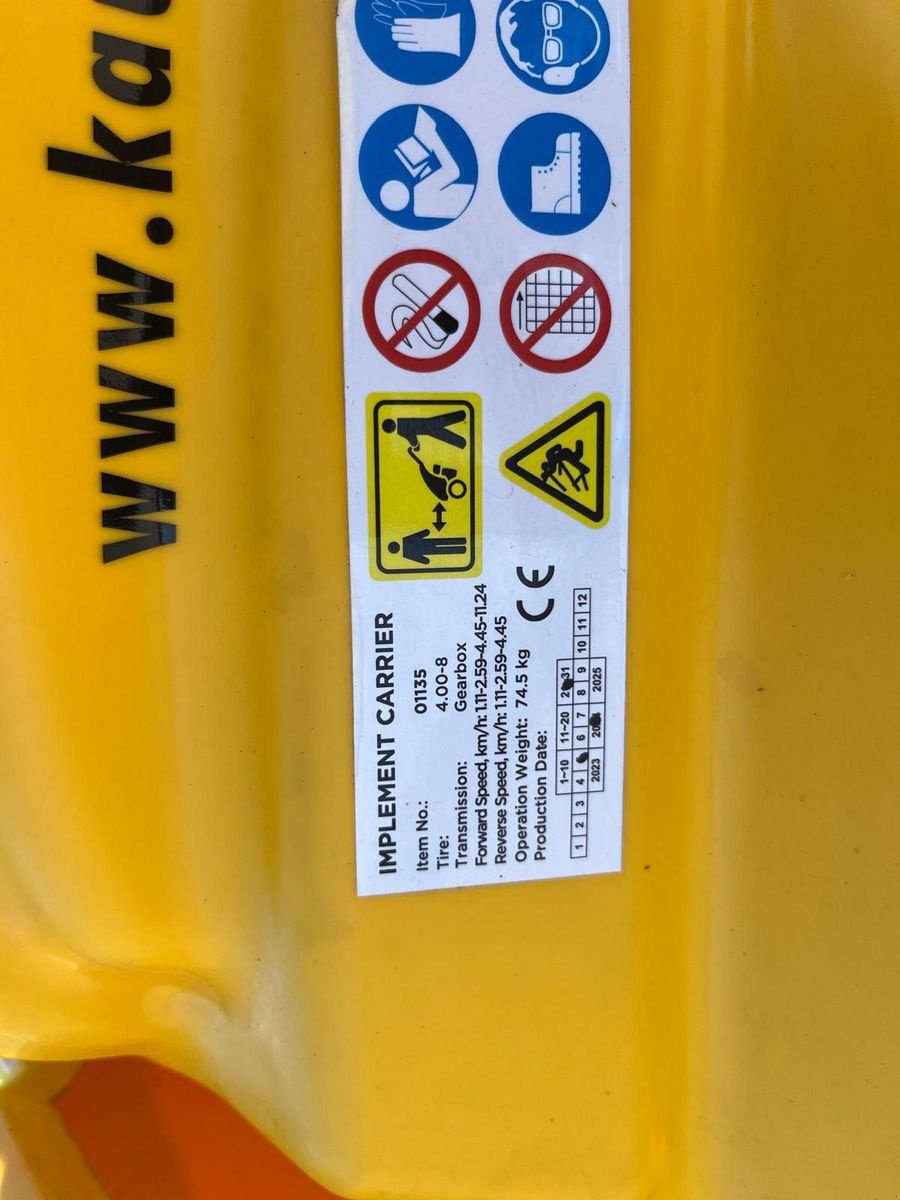 www.ka
IMPLEMENT CARRIER
Item No.: 01135
Tire: 4.00-8
Transmission: Gearbox
Forward Speed, km/h: 1.11-2.59-4.45-11.24
Reverse Speed, km/h: 1.11-2.59-4.45
Operation Weight: 74.5 kg
Production Date:
CE
1~10 11~20 31
1 2 3 4 6 7 8 9 10 11 12
2023 2025